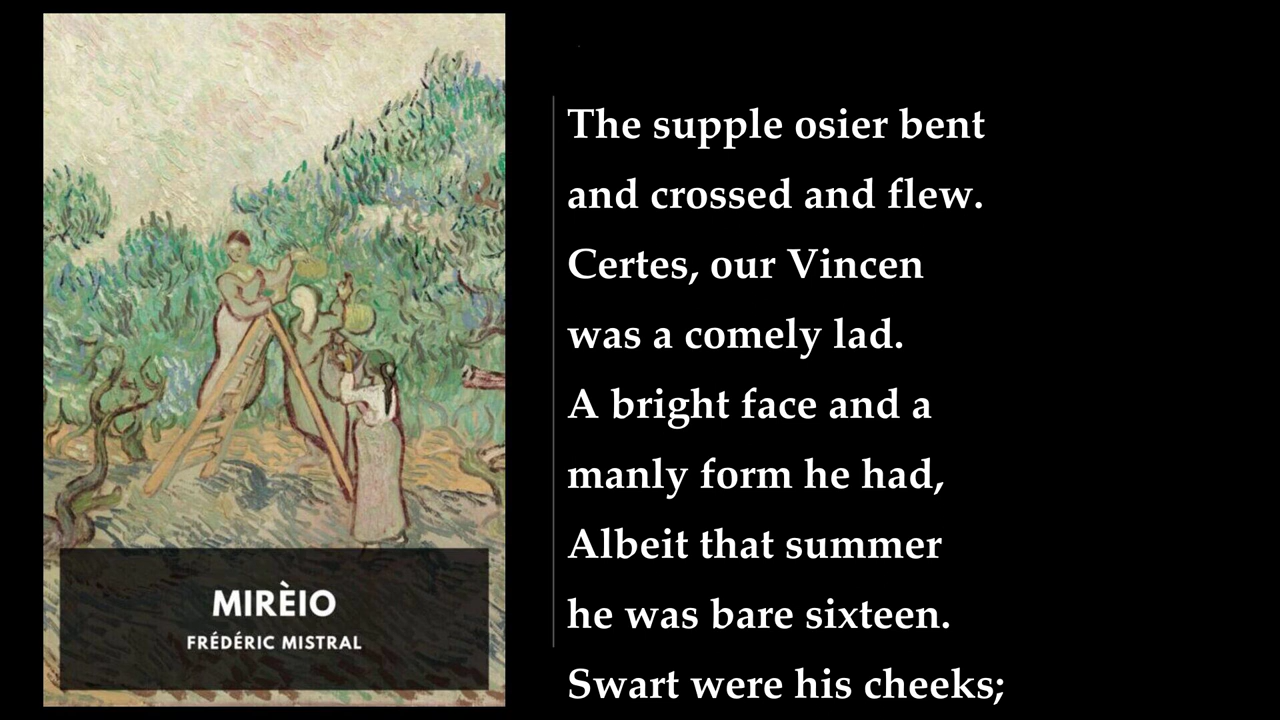 MIRÈIO
FRÉDÉRIC MISTRAL
The supple osier bent
and crossed and flew.
Certes, our Vincen
was a comely lad.
A bright face and a
manly form he had,
Albeit that summer
he was bare sixteen.
Swart were his cheeks;